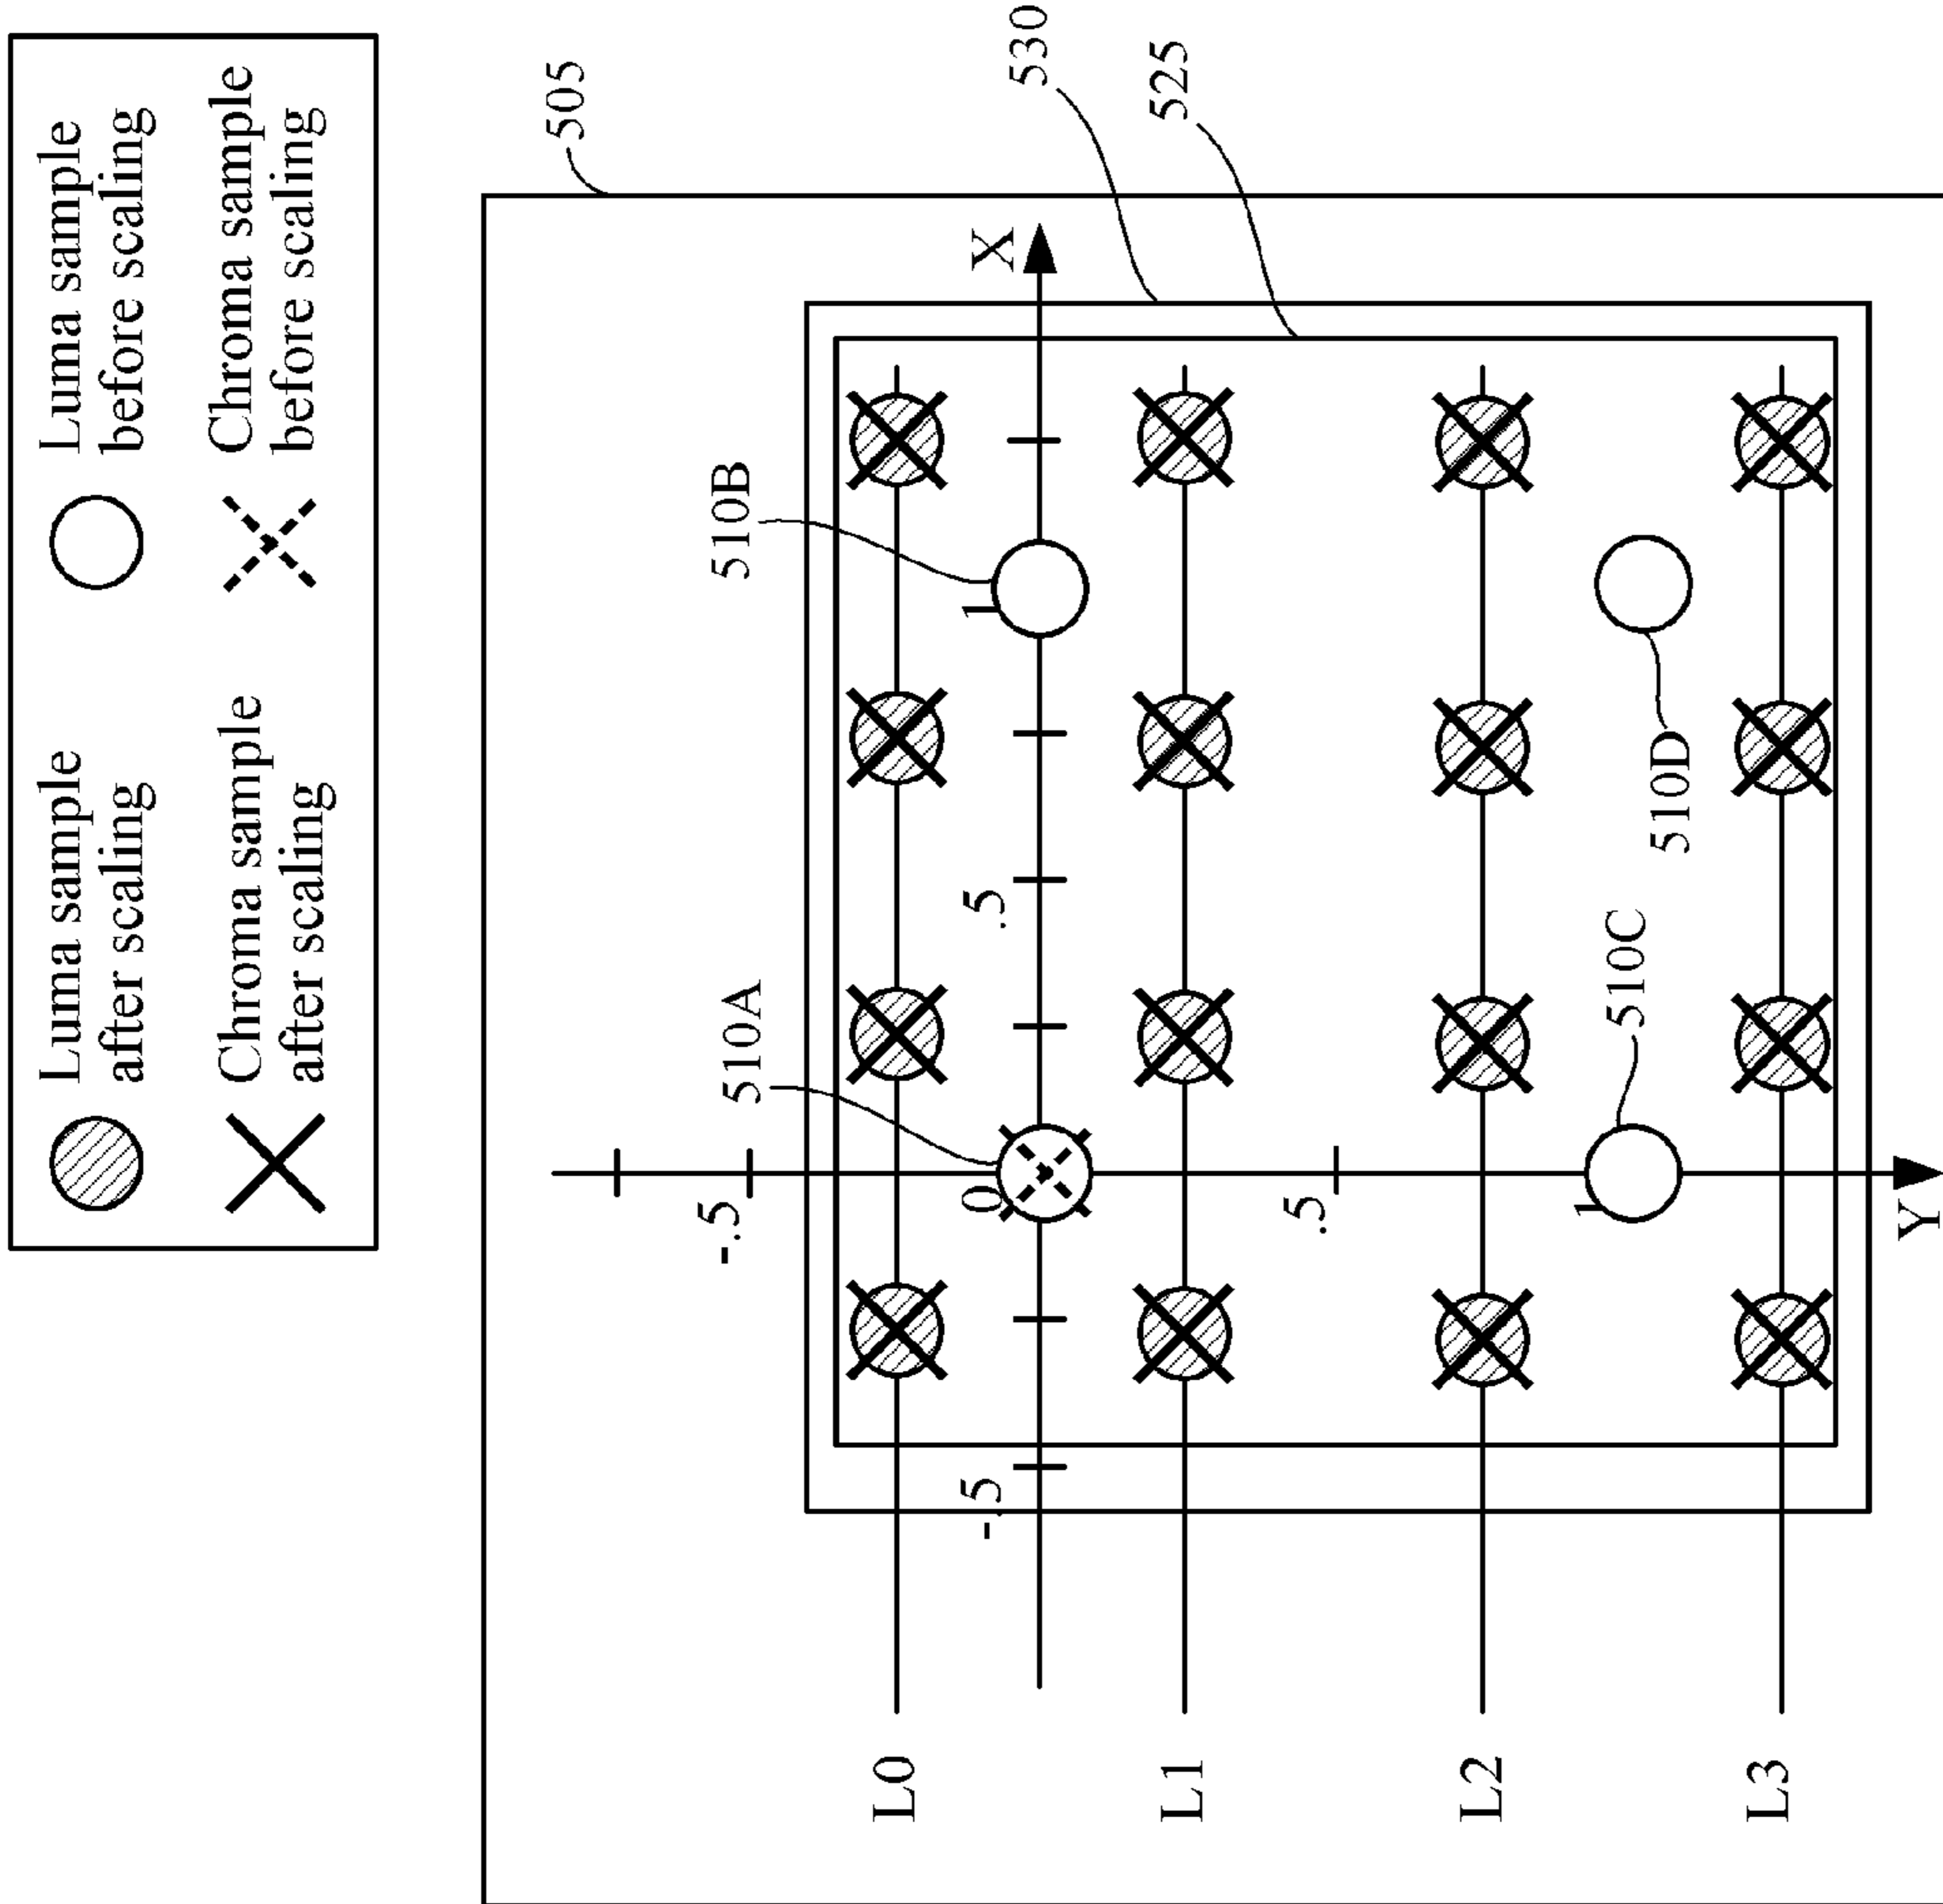 Luma sample
after scaling
Luma sample
before scaling
Chroma sample
after scaling
Chroma sample
before scaling
505
530
525
510A
510B
510C
510D
X
Y
-.5
0
.5
1
-.5
.5
1
L0
L1
L2
L3